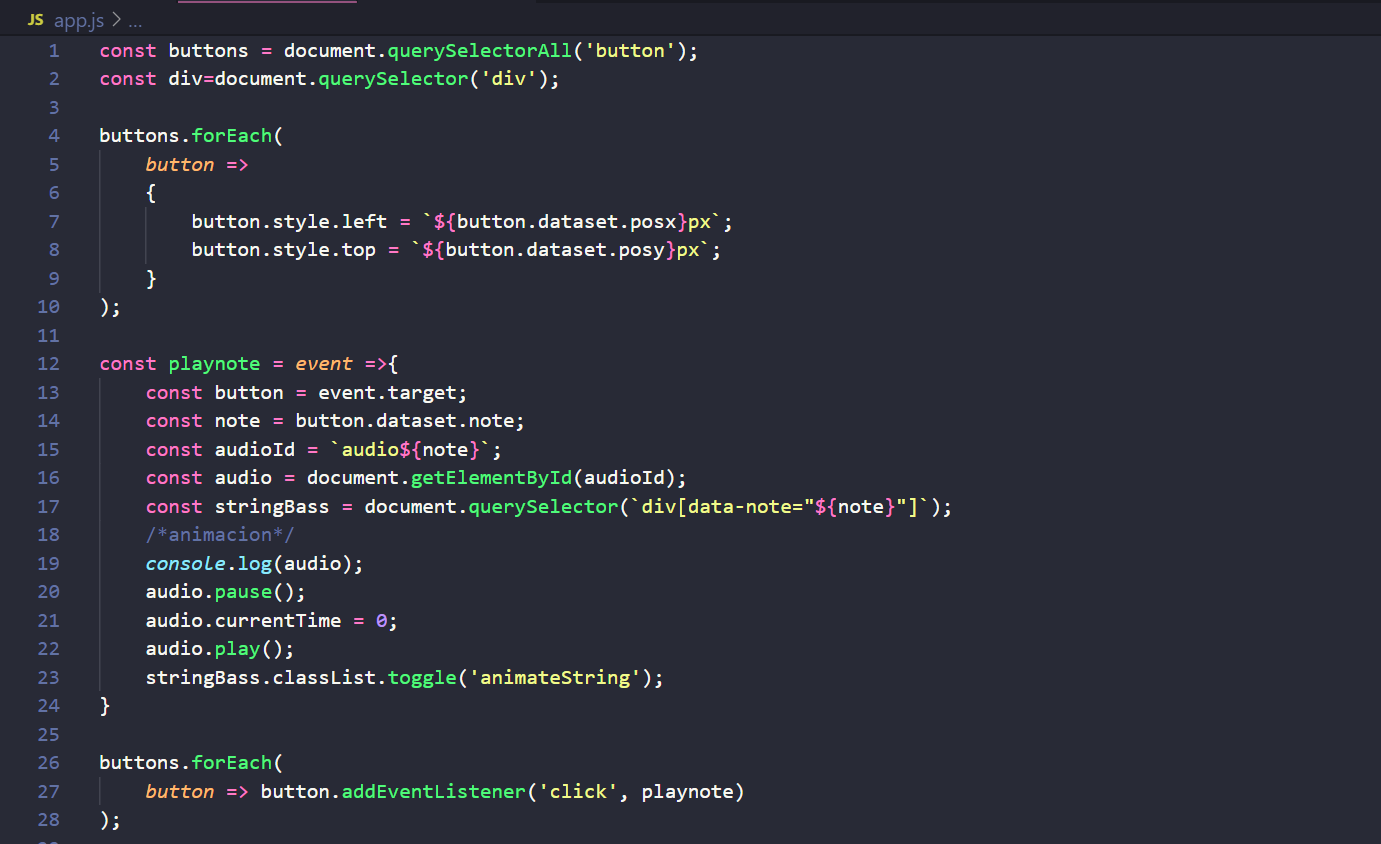 JS app.js > ...
1 const buttons = document.querySelectorAll('button');
2 const div=document.querySelector('div');
3
4 buttons.forEach(
5     button =>
6     {
7         button.style.left = `${button.dataset.posx}px`;
8         button.style.top = `${button.dataset.posy}px`;
9     }
10 );
11
12 const playnote = event =>{
13     const button = event.target;
14     const note = button.dataset.note;
15     const audioId = `audio${note}`;
16     const audio = document.getElementById(audioId);
17     const stringBass = document.querySelector(`div[data-note="${note}"]`);
18     /*animacion*/
19     console.log(audio);
20     audio.pause();
21     audio.currentTime = 0;
22     audio.play();
23     stringBass.classList.toggle('animateString');
24 }
25
26 buttons.forEach(
27     button => button.addEventListener('click', playnote)
28 );